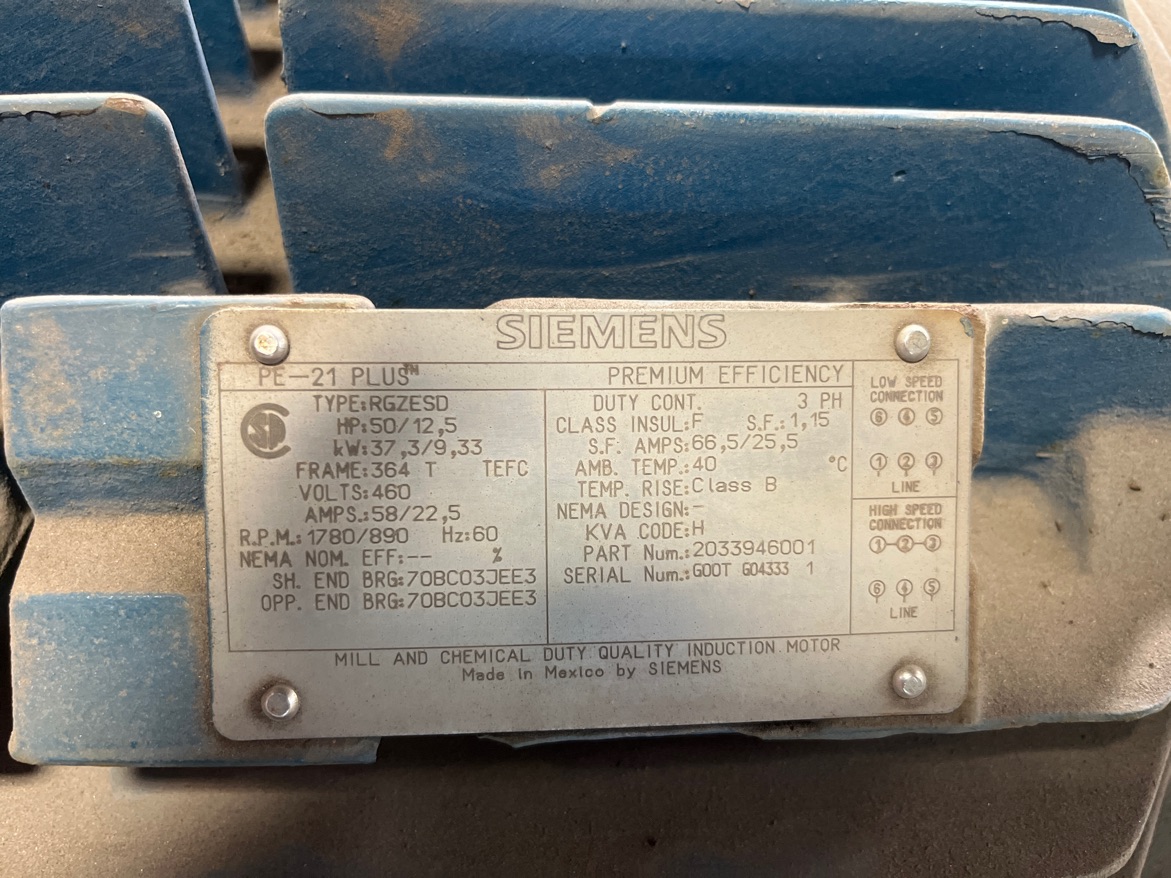 SIEMENS
PE-21 PLUS™ PREMIUM EFFICIENCY
TYPE:RGZESD
HP:50/12,5
kW:37,3/9,33
FRAME:364 T TEFC
VOLTS:460
AMPS.:58/22,5
R.P.M.:1780/890 Hz:60
NEMA NOM. EFF:-- %
SH. END BRG:70BC03JEE3
OPP. END BRG:70BC03JEE3
DUTY CONT. 3 PH
CLASS INSUL:F S.F.:1,15
S.F. AMPS:66,5/25,5
AMB. TEMP.:40 °C
TEMP. RISE:Class B
NEMA DESIGN:-
KVA CODE:H
PART Num.:2033946001
SERIAL Num.:G00T G04333 1
LOW SPEED
CONNECTION
6 4 5
1 2 3
LINE
HIGH SPEED
CONNECTION
1-2-3
6 4 5
LINE
MILL AND CHEMICAL DUTY QUALITY INDUCTION MOTOR
Made in Mexico by SIEMENS